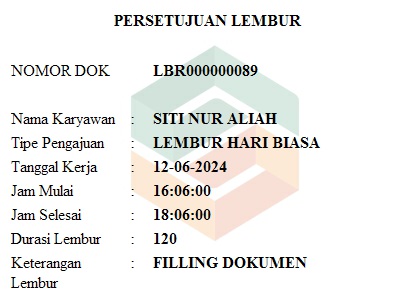 PERSETUJUAN LEMBUR
NOMOR DOK LBR000000089
Nama Karyawan : SITI NUR ALIAH
Tipe Pengajuan : LEMBUR HARI BIASA
Tanggal Kerja : 12-06-2024
Jam Mulai : 16:06:00
Jam Selesai : 18:06:00
Durasi Lembur : 120
Keterangan : FILLING DOKUMEN
Lembur